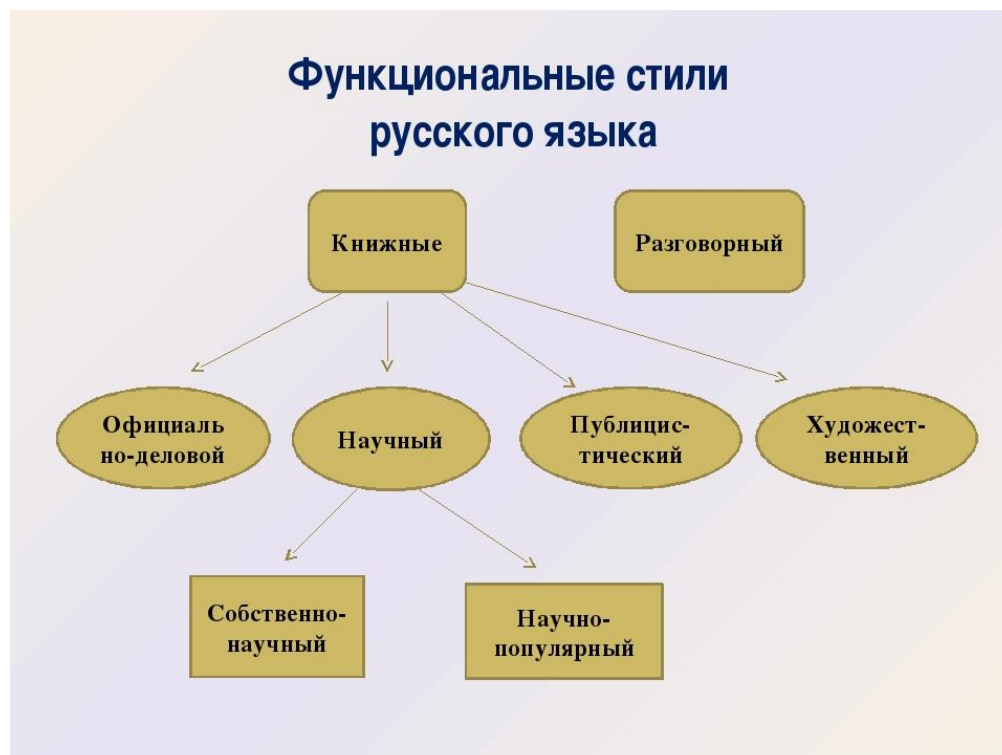 Функциональные стили
русского языка
Книжные
Разговорный
Официаль
но-деловой
Научный
Публицис-
тический
Художест-
венный
Собственно-
научный
Научно-
популярный